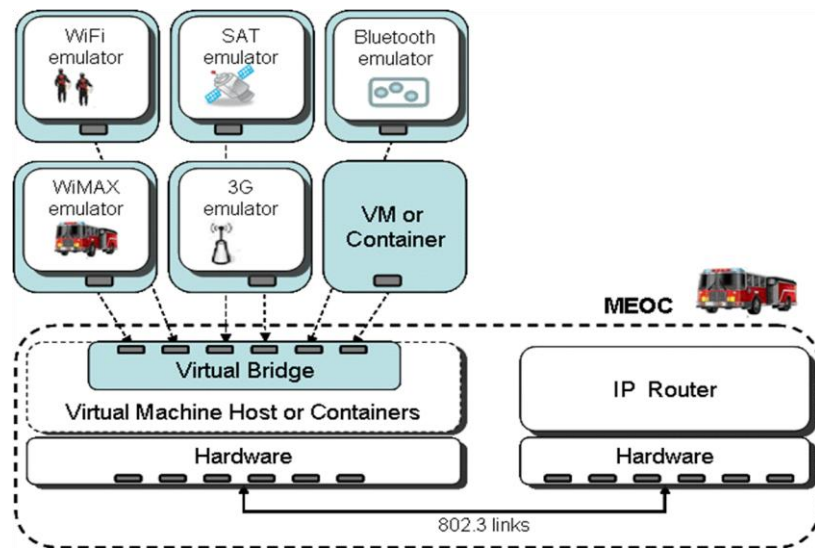 WiFi
emulator
SAT
emulator
Bluetooth
emulator
WiMAX
emulator
3G
emulator
VM or
Container
MEOC
Virtual Bridge
Virtual Machine Host or Containers
IP Router
Hardware
Hardware
802.3 links